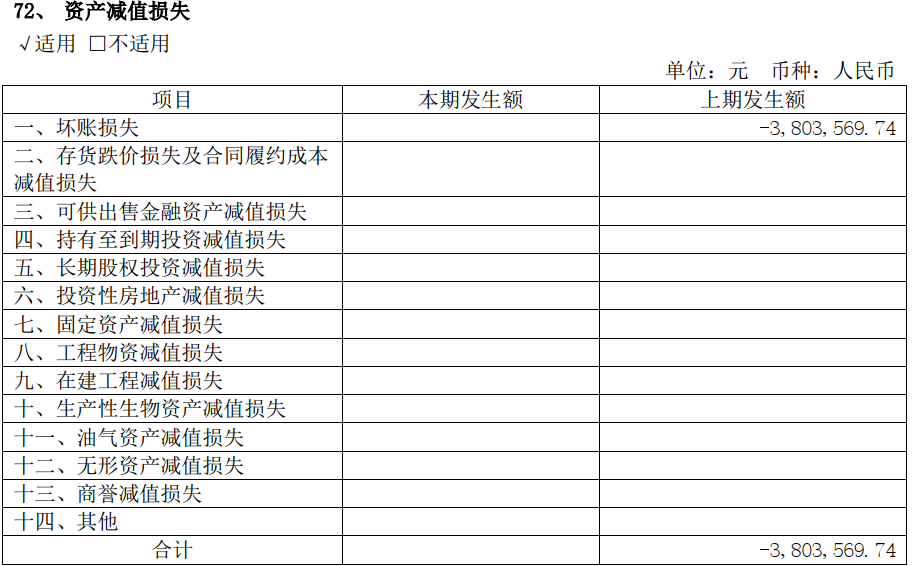 72、 资产减值损失
√适用 □不适用
单位：元 币种：人民币
项目 本期发生额 上期发生额
一、坏账损失 -3,803,569.74
二、存货跌价损失及合同履约成本
减值损失
三、可供出售金融资产减值损失
四、持有至到期投资减值损失
五、长期股权投资减值损失
六、投资性房地产减值损失
七、固定资产减值损失
八、工程物资减值损失
九、在建工程减值损失
十、生产性生物资产减值损失
十一、油气资产减值损失
十二、无形资产减值损失
十三、商誉减值损失
十四、其他
合计 -3,803,569.74